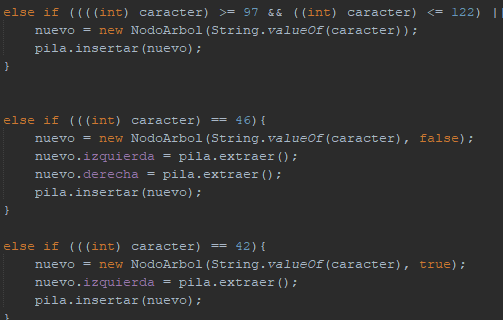 else if ((((int) caracter) >= 97 && ((int) caracter) <= 122) ||
nuevo = new NodoArbol(String.valueOf(caracter));
pila.insertar(nuevo);
}
else if (((int) caracter) == 46){
nuevo = new NodoArbol(String.valueOf(caracter), false);
nuevo.izquierda = pila.extraer();
nuevo.derecha = pila.extraer();
pila.insertar(nuevo);
}
else if (((int) caracter) == 42){
nuevo = new NodoArbol(String.valueOf(caracter), true);
nuevo.izquierda = pila.extraer();
pila.insertar(nuevo);
}